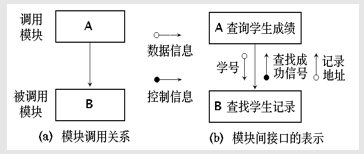 调用
模块
A
数据信息
控制信息
被调用
模块
B
(a) 模块调用关系
A 查询学生成绩
学号
查找成
功信号
记录
地址
B 查找学生记录
(b) 模块间接口的表示